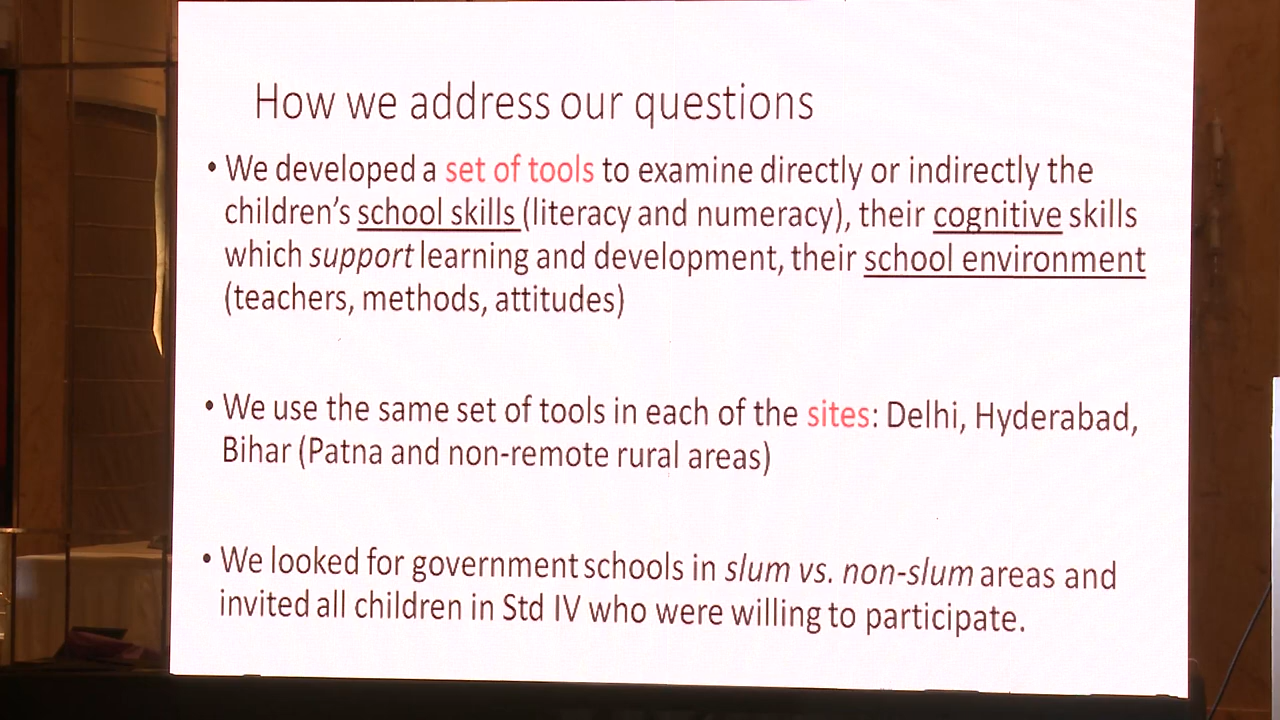 How we address our questions
• We developed a set of tools to examine directly or indirectly the
children's school skills (literacy and numeracy), their cognitive skills
which support learning and development, their school environment
(teachers, methods, attitudes)
• We use the same set of tools in each of the sites: Delhi, Hyderabad,
Bihar (Patna and non-remote rural areas)
• We looked for government schools in slum vs. non-slum areas and
invited all children in Std IV who were willing to participate.